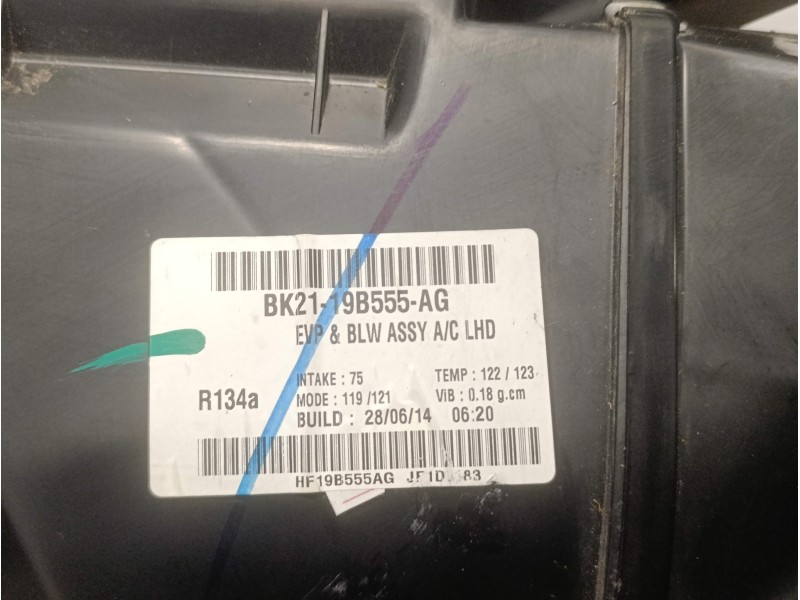 BK21-19B555-AG
EVP & BLW ASSY A/C LHD
R134a
INTAKE : 75 TEMP : 122 / 123
MODE : 119 /121 ViB : 0.18 g.cm
BUILD : 28/06/14 06:20
HF19B555AG